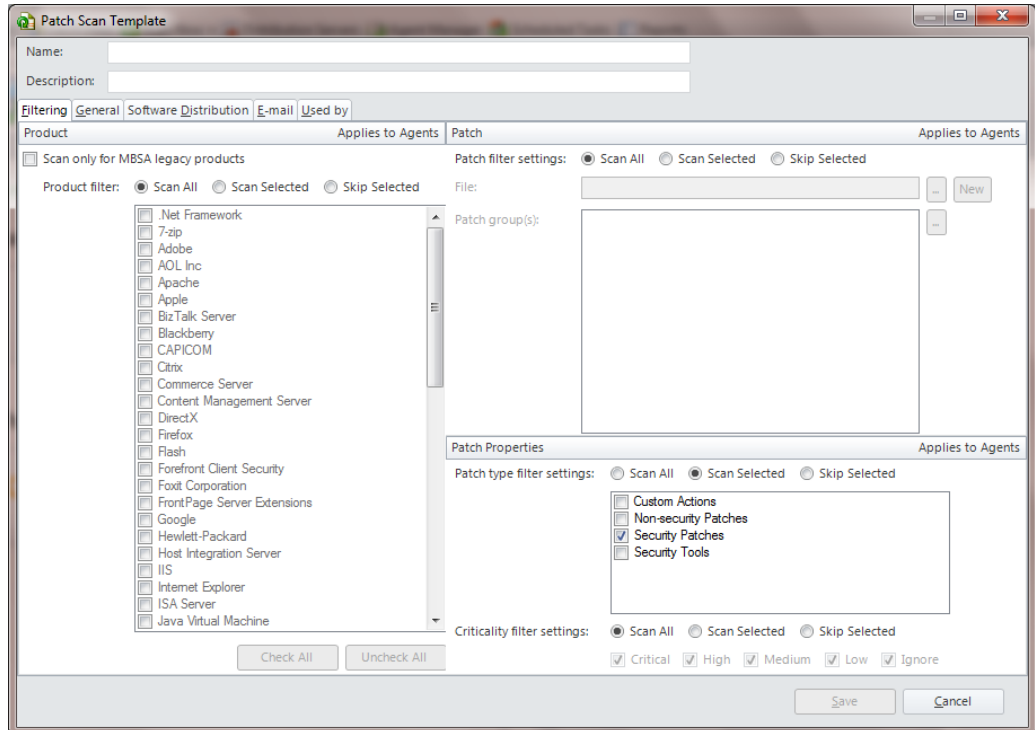 Patch Scan Template
Name:
Description:
Filtering General Software Distribution E-mail Used by
Product Applies to Agents
Scan only for MBSA legacy products
Product filter: Scan All Scan Selected Skip Selected
.Net Framework
7-zip
Adobe
AOL Inc
Apache
Apple
BizTalk Server
Blackberry
CAPICOM
Citrix
Commerce Server
Content Management Server
DirectX
Firefox
Flash
Forefront Client Security
Foxit Corporation
FrontPage Server Extensions
Google
Hewlett-Packard
Host Integration Server
IIS
Internet Explorer
ISA Server
Java Virtual Machine
Check All Uncheck All
Patch Applies to Agents
Patch filter settings: Scan All Scan Selected Skip Selected
File: ... New
Patch group(s): ...
Patch Properties Applies to Agents
Patch type filter settings: Scan All Scan Selected Skip Selected
Custom Actions
Non-security Patches
Security Patches
Security Tools
Criticality filter settings: Scan All Scan Selected Skip Selected
Critical High Medium Low Ignore
Save Cancel